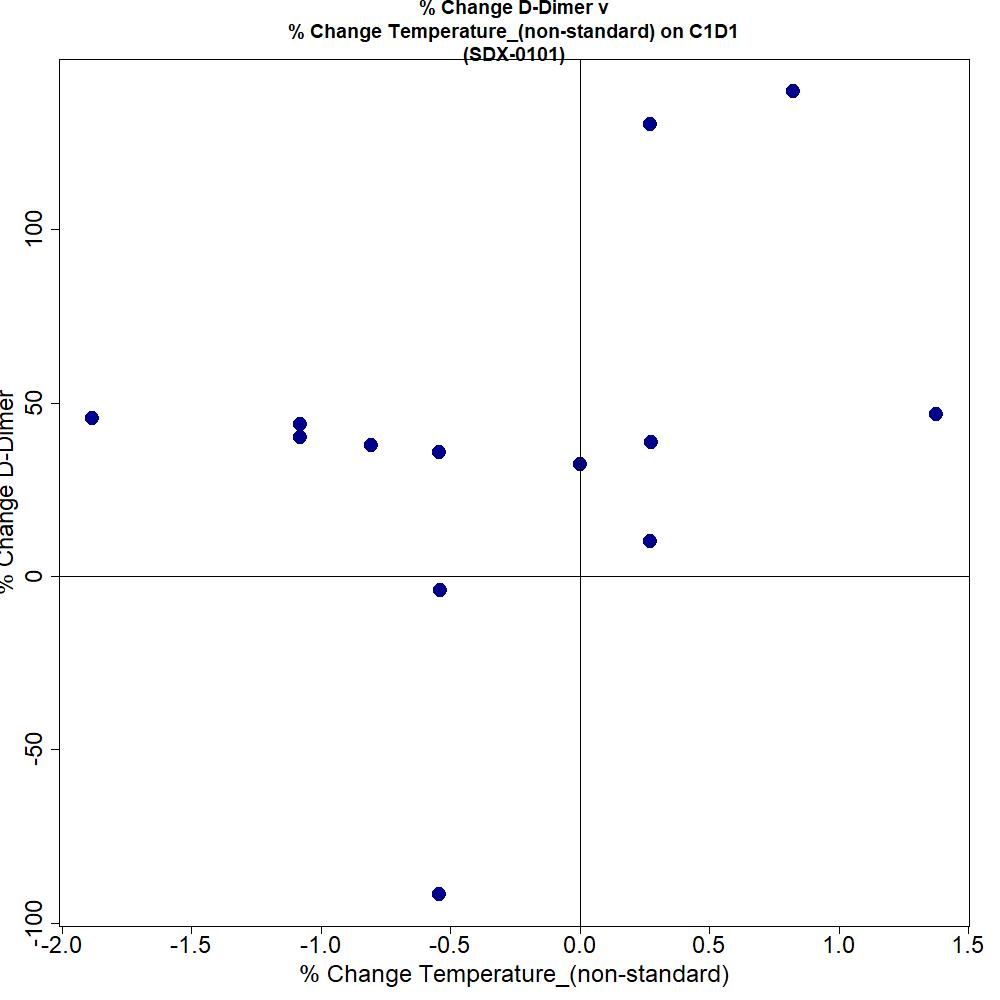 % Change D-Dimer v
% Change Temperature_(non-standard) on C1D1
(SDX-0101)
% Change D-Dimer
100
50
0
-50
-100
-2.0 -1.5 -1.0 -0.5 0.0 0.5 1.0 1.5
% Change Temperature_(non-standard)